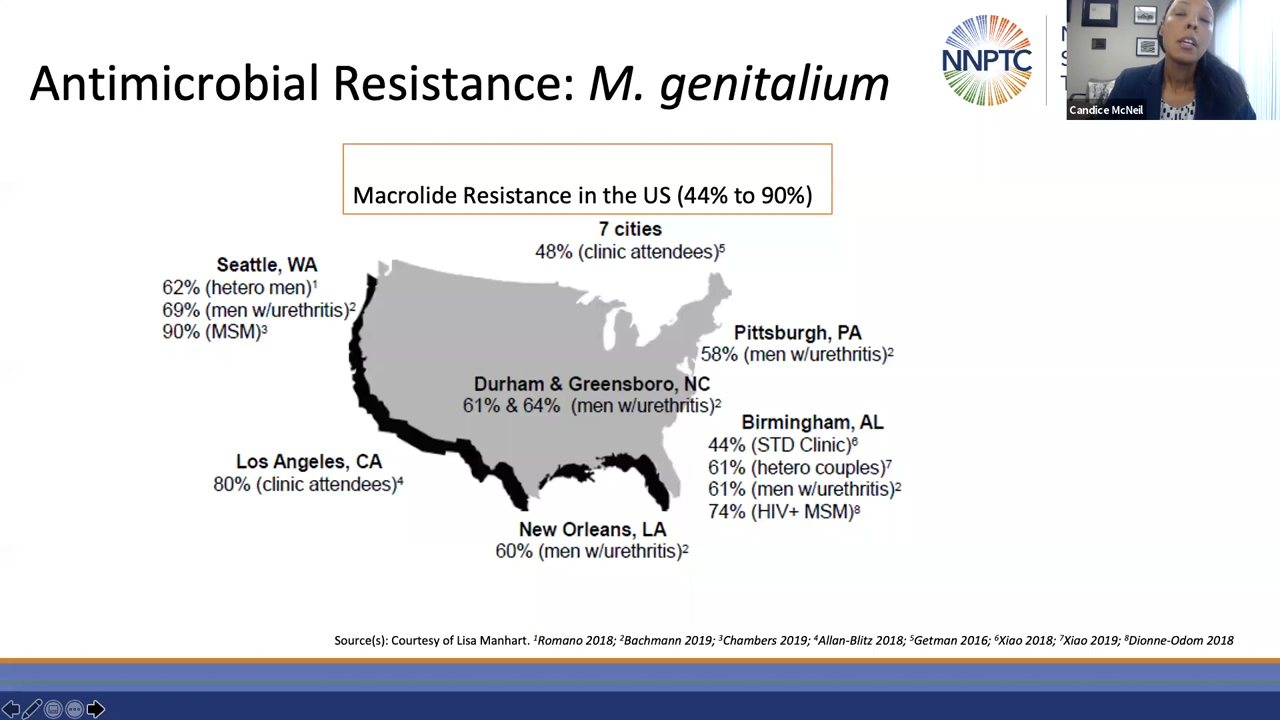 Antimicrobial Resistance: M. genitalium
NNPTC
N
S
T
Candice McNeil
Macrolide Resistance in the US (44% to 90%)
7 cities
48% (clinic attendees)⁵
Seattle, WA
62% (hetero men)¹
69% (men w/urethritis)²
90% (MSM)³
Pittsburgh, PA
58% (men w/urethritis)²
Durham & Greensboro, NC
61% & 64% (men w/urethritis)²
Birmingham, AL
44% (STD Clinic)⁶
61% (hetero couples)⁷
61% (men w/urethritis)²
74% (HIV+ MSM)⁸
Los Angeles, CA
80% (clinic attendees)⁴
New Orleans, LA
60% (men w/urethritis)²
Source(s): Courtesy of Lisa Manhart. ¹Romano 2018; ²Bachmann 2019; ³Chambers 2019; ⁴Allan-Blitz 2018; ⁵Getman 2016; ⁶Xiao 2018; ⁷Xiao 2019; ⁸Dionne-Odom 2018